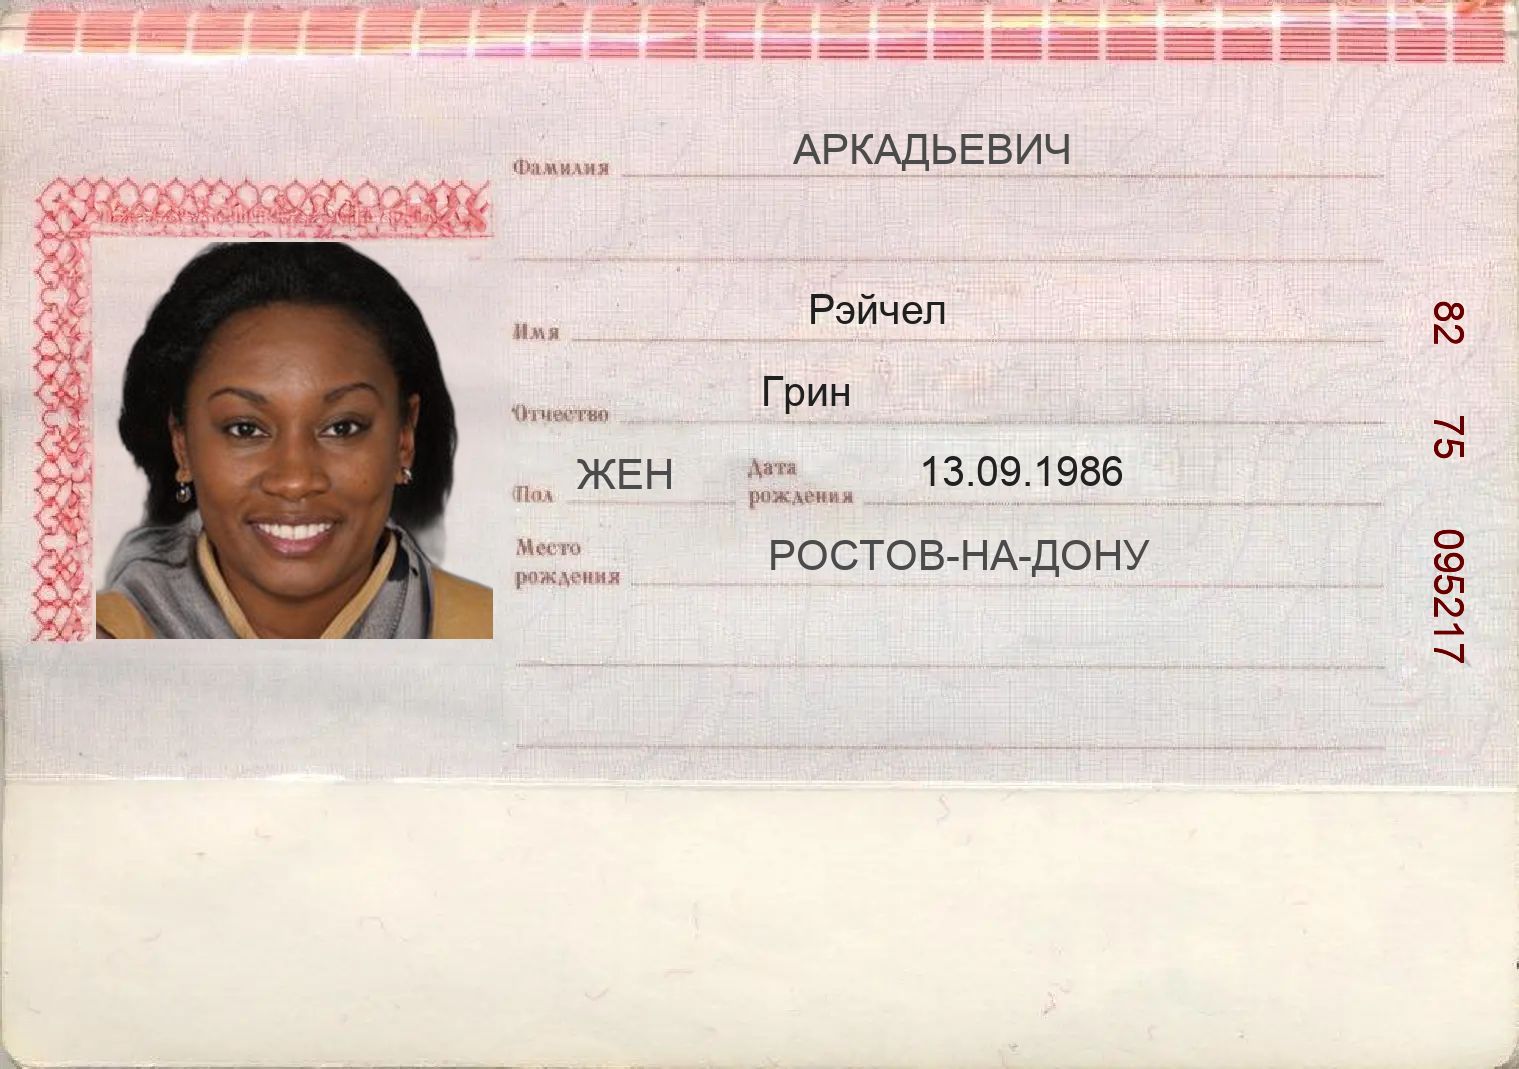 Фамилия АРКАДЬЕВИЧ
Имя Рэйчел
Отчество Грин
Пол ЖЕН Дата рождения 13.09.1986
Место рождения РОСТОВ-НА-ДОНУ
82 75 095217